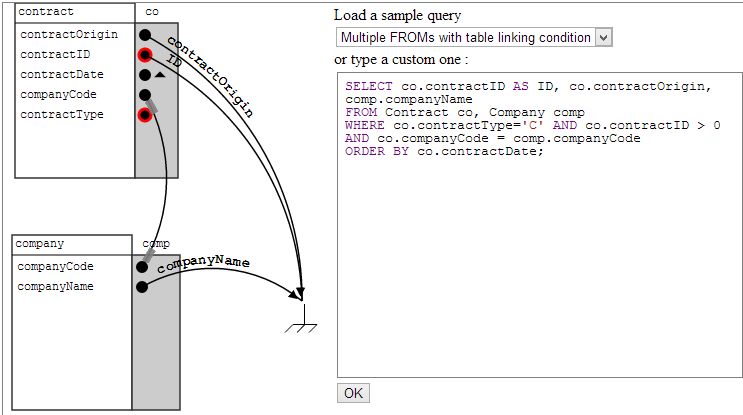 contract co
contractOrigin
contractID
contractDate
companyCode
contractType
contractOrigin
ID
company comp
companyCode
companyName
companyName
Load a sample query
Multiple FROMs with table linking condition
or type a custom one :
SELECT co.contractID AS ID, co.contractOrigin,
comp.companyName
FROM Contract co, Company comp
WHERE co.contractType='C' AND co.contractID > 0
AND co.companyCode = comp.companyCode
ORDER BY co.contractDate;
OK